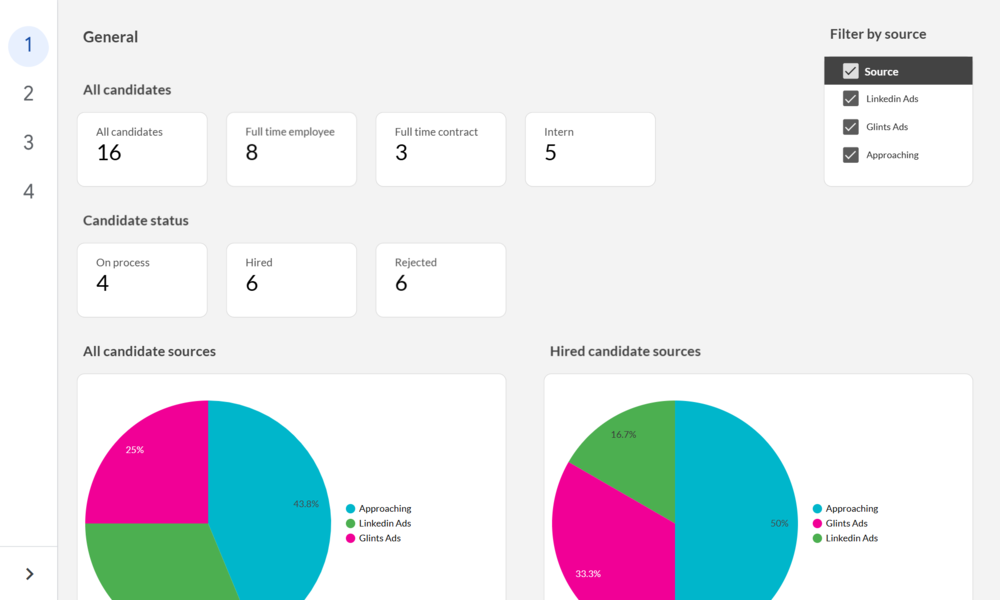 1
2
3
4
General
Filter by source
Source
Linkedin Ads
Glints Ads
Approaching
All candidates
All candidates
16
Full time employee
8
Full time contract
3
Intern
5
Candidate status
On process
4
Hired
6
Rejected
6
All candidate sources
25%
43.8%
Approaching
Linkedin Ads
Glints Ads
Hired candidate sources
16.7%
50%
33.3%
Approaching
Glints Ads
Linkedin Ads